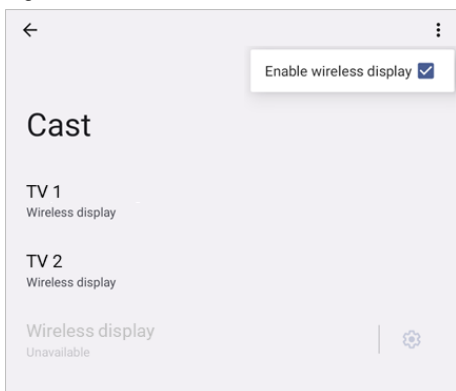 Enable wireless display
Cast
TV 1
Wireless display
TV 2
Wireless display
Wireless display
Unavailable